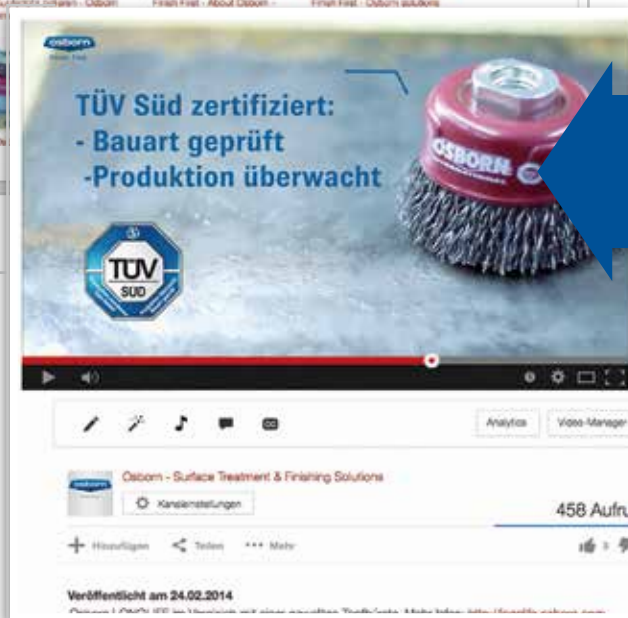 Finish First - About Osborn -
Finish First - Osborn solutions
osborn
TÜV Süd zertifiziert:
- Bauart geprüft
-Produktion überwacht
OSBORN
TÜV
SÜD
Analytics
Video-Manager
osborn
Osborn - Surface Treatment & Finishing Solutions
Kanaleinstellungen
458 Aufru
Hinzufügen Teilen Mehr
3
Veröffentlicht am 24.02.2014